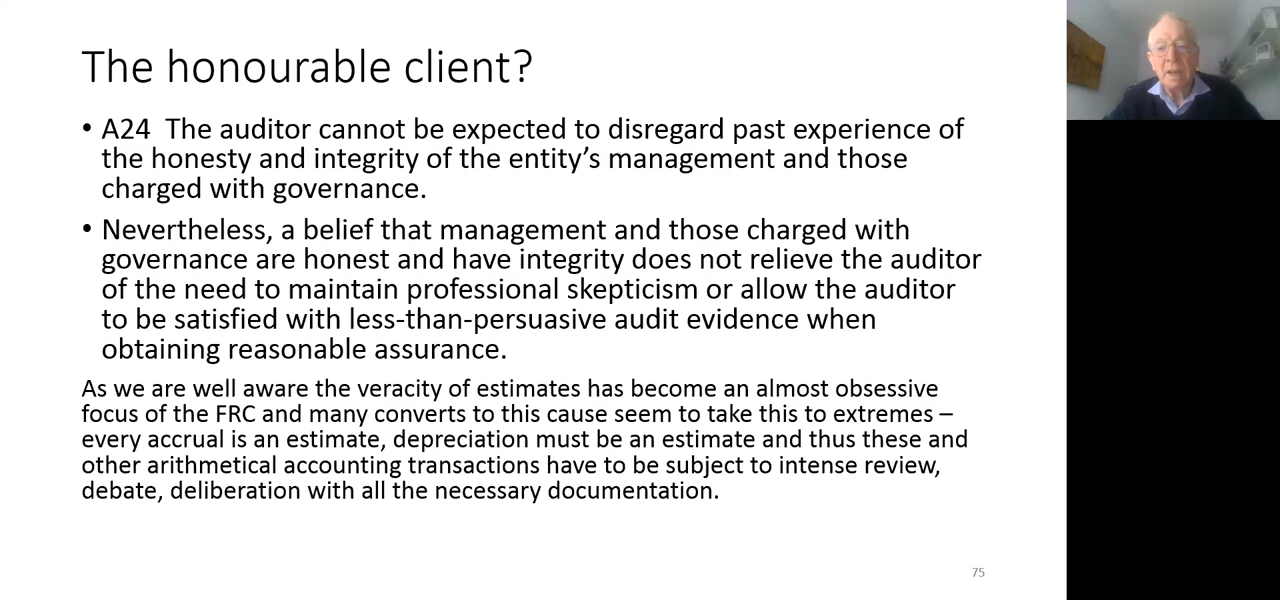 The honourable client?
• A24  The auditor cannot be expected to disregard past experience of
the honesty and integrity of the entity’s management and those
charged with governance.
• Nevertheless, a belief that management and those charged with
governance are honest and have integrity does not relieve the auditor
of the need to maintain professional skepticism or allow the auditor
to be satisfied with less-than-persuasive audit evidence when
obtaining reasonable assurance.
As we are well aware the veracity of estimates has become an almost obsessive
focus of the FRC and many converts to this cause seem to take this to extremes –
every accrual is an estimate, depreciation must be an estimate and thus these and
other arithmetical accounting transactions have to be subject to intense review,
debate, deliberation with all the necessary documentation.
75